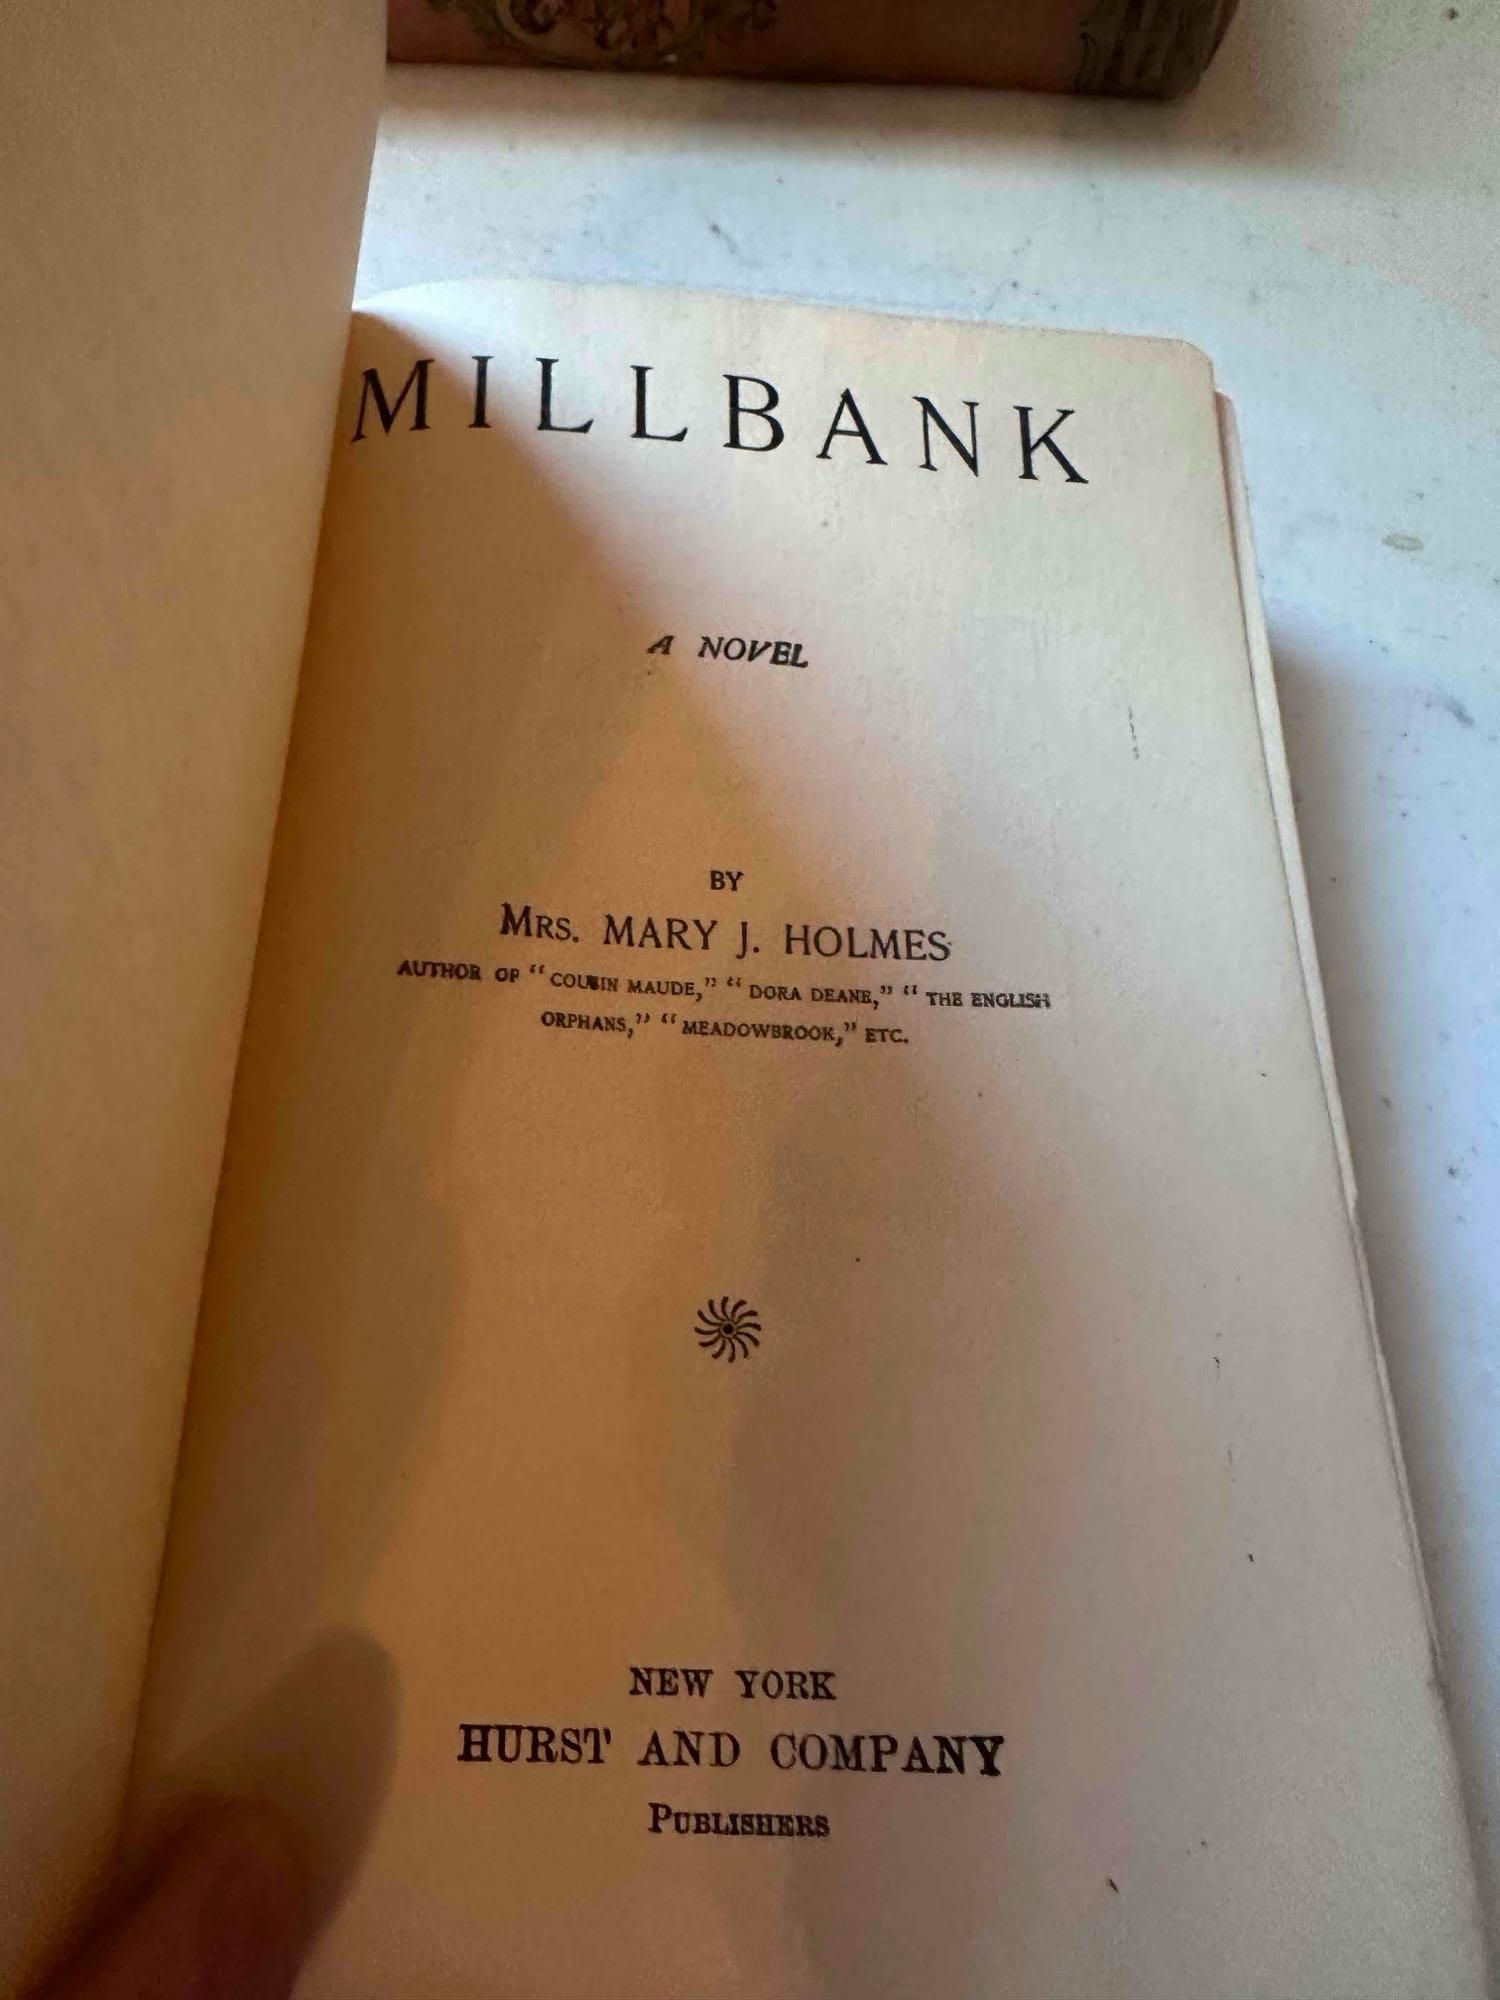 MILLBANK
A NOVEL
BY
MRS. MARY J. HOLMES
AUTHOR OF "COUSIN MAUDE," "DORA DEANE," "THE ENGLISH
ORPHANS," "MEADOWBROOK," ETC.
NEW YORK
HURST AND COMPANY
PUBLISHERS